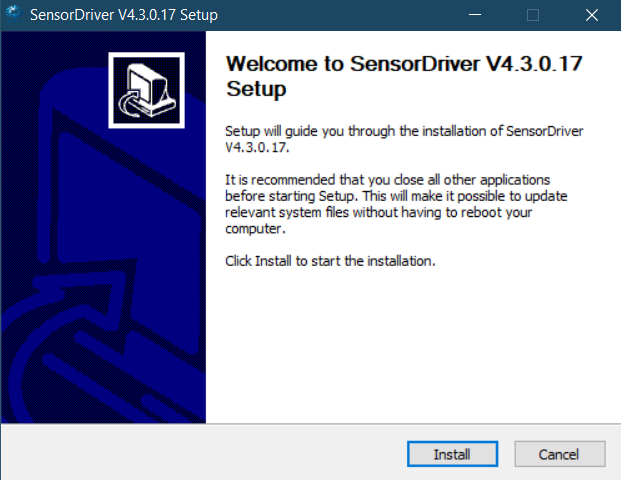 SensorDriver V4.3.0.17 Setup
Welcome to SensorDriver V4.3.0.17
Setup
Setup will guide you through the installation of SensorDriver
V4.3.0.17.
It is recommended that you close all other applications
before starting Setup. This will make it possible to update
relevant system files without having to reboot your
computer.
Click Install to start the installation.
Install
Cancel